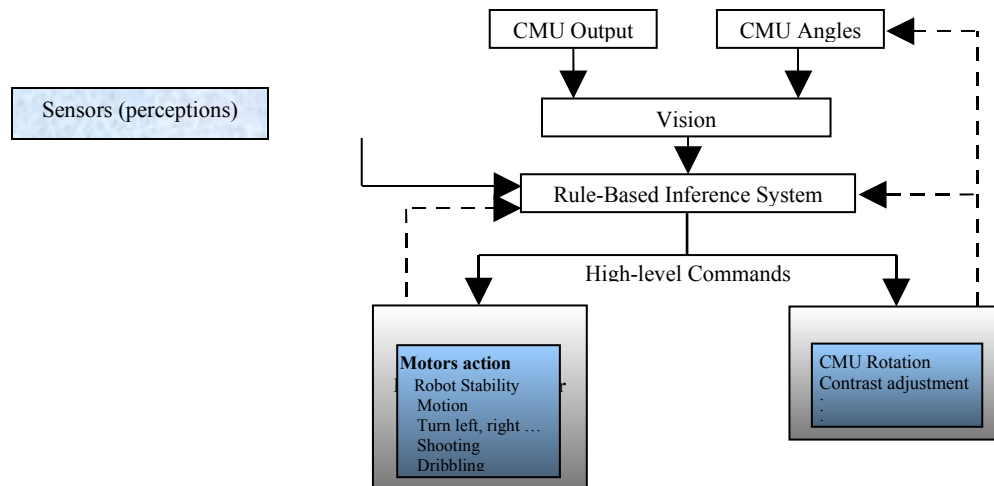 CMU Output
CMU Angles
Sensors (perceptions)
Vision
Rule-Based Inference System
High-level Commands
Motors action
Robot Stability
Motion
Turn left, right …
Shooting
Dribbling
CMU Rotation
Contrast adjustment
:
: